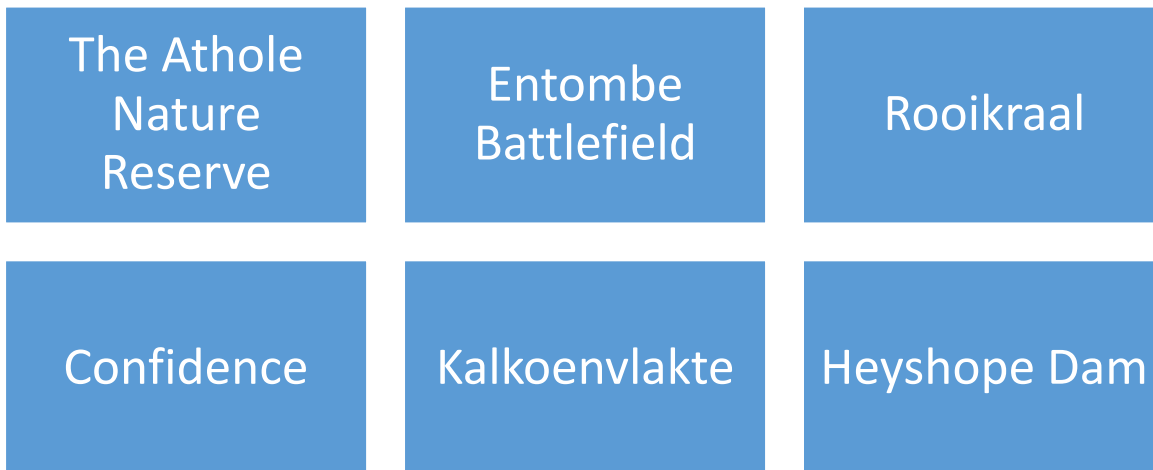 The Athole
Nature
Reserve
Entombe
Battlefield
Rooikraal
Confidence
Kalkoenvlakte
Heyshope Dam